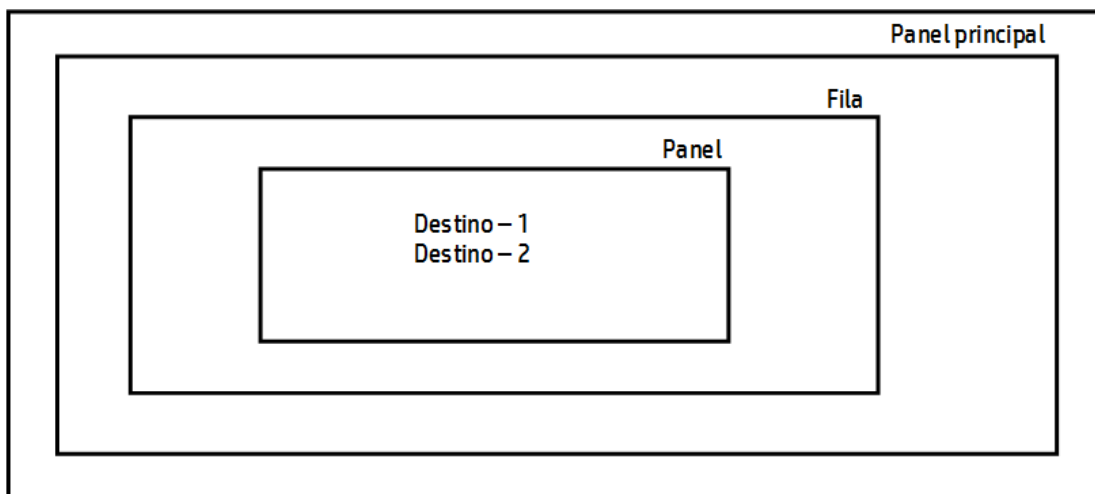 Panel principal
Fila
Panel
Destino – 1
Destino – 2